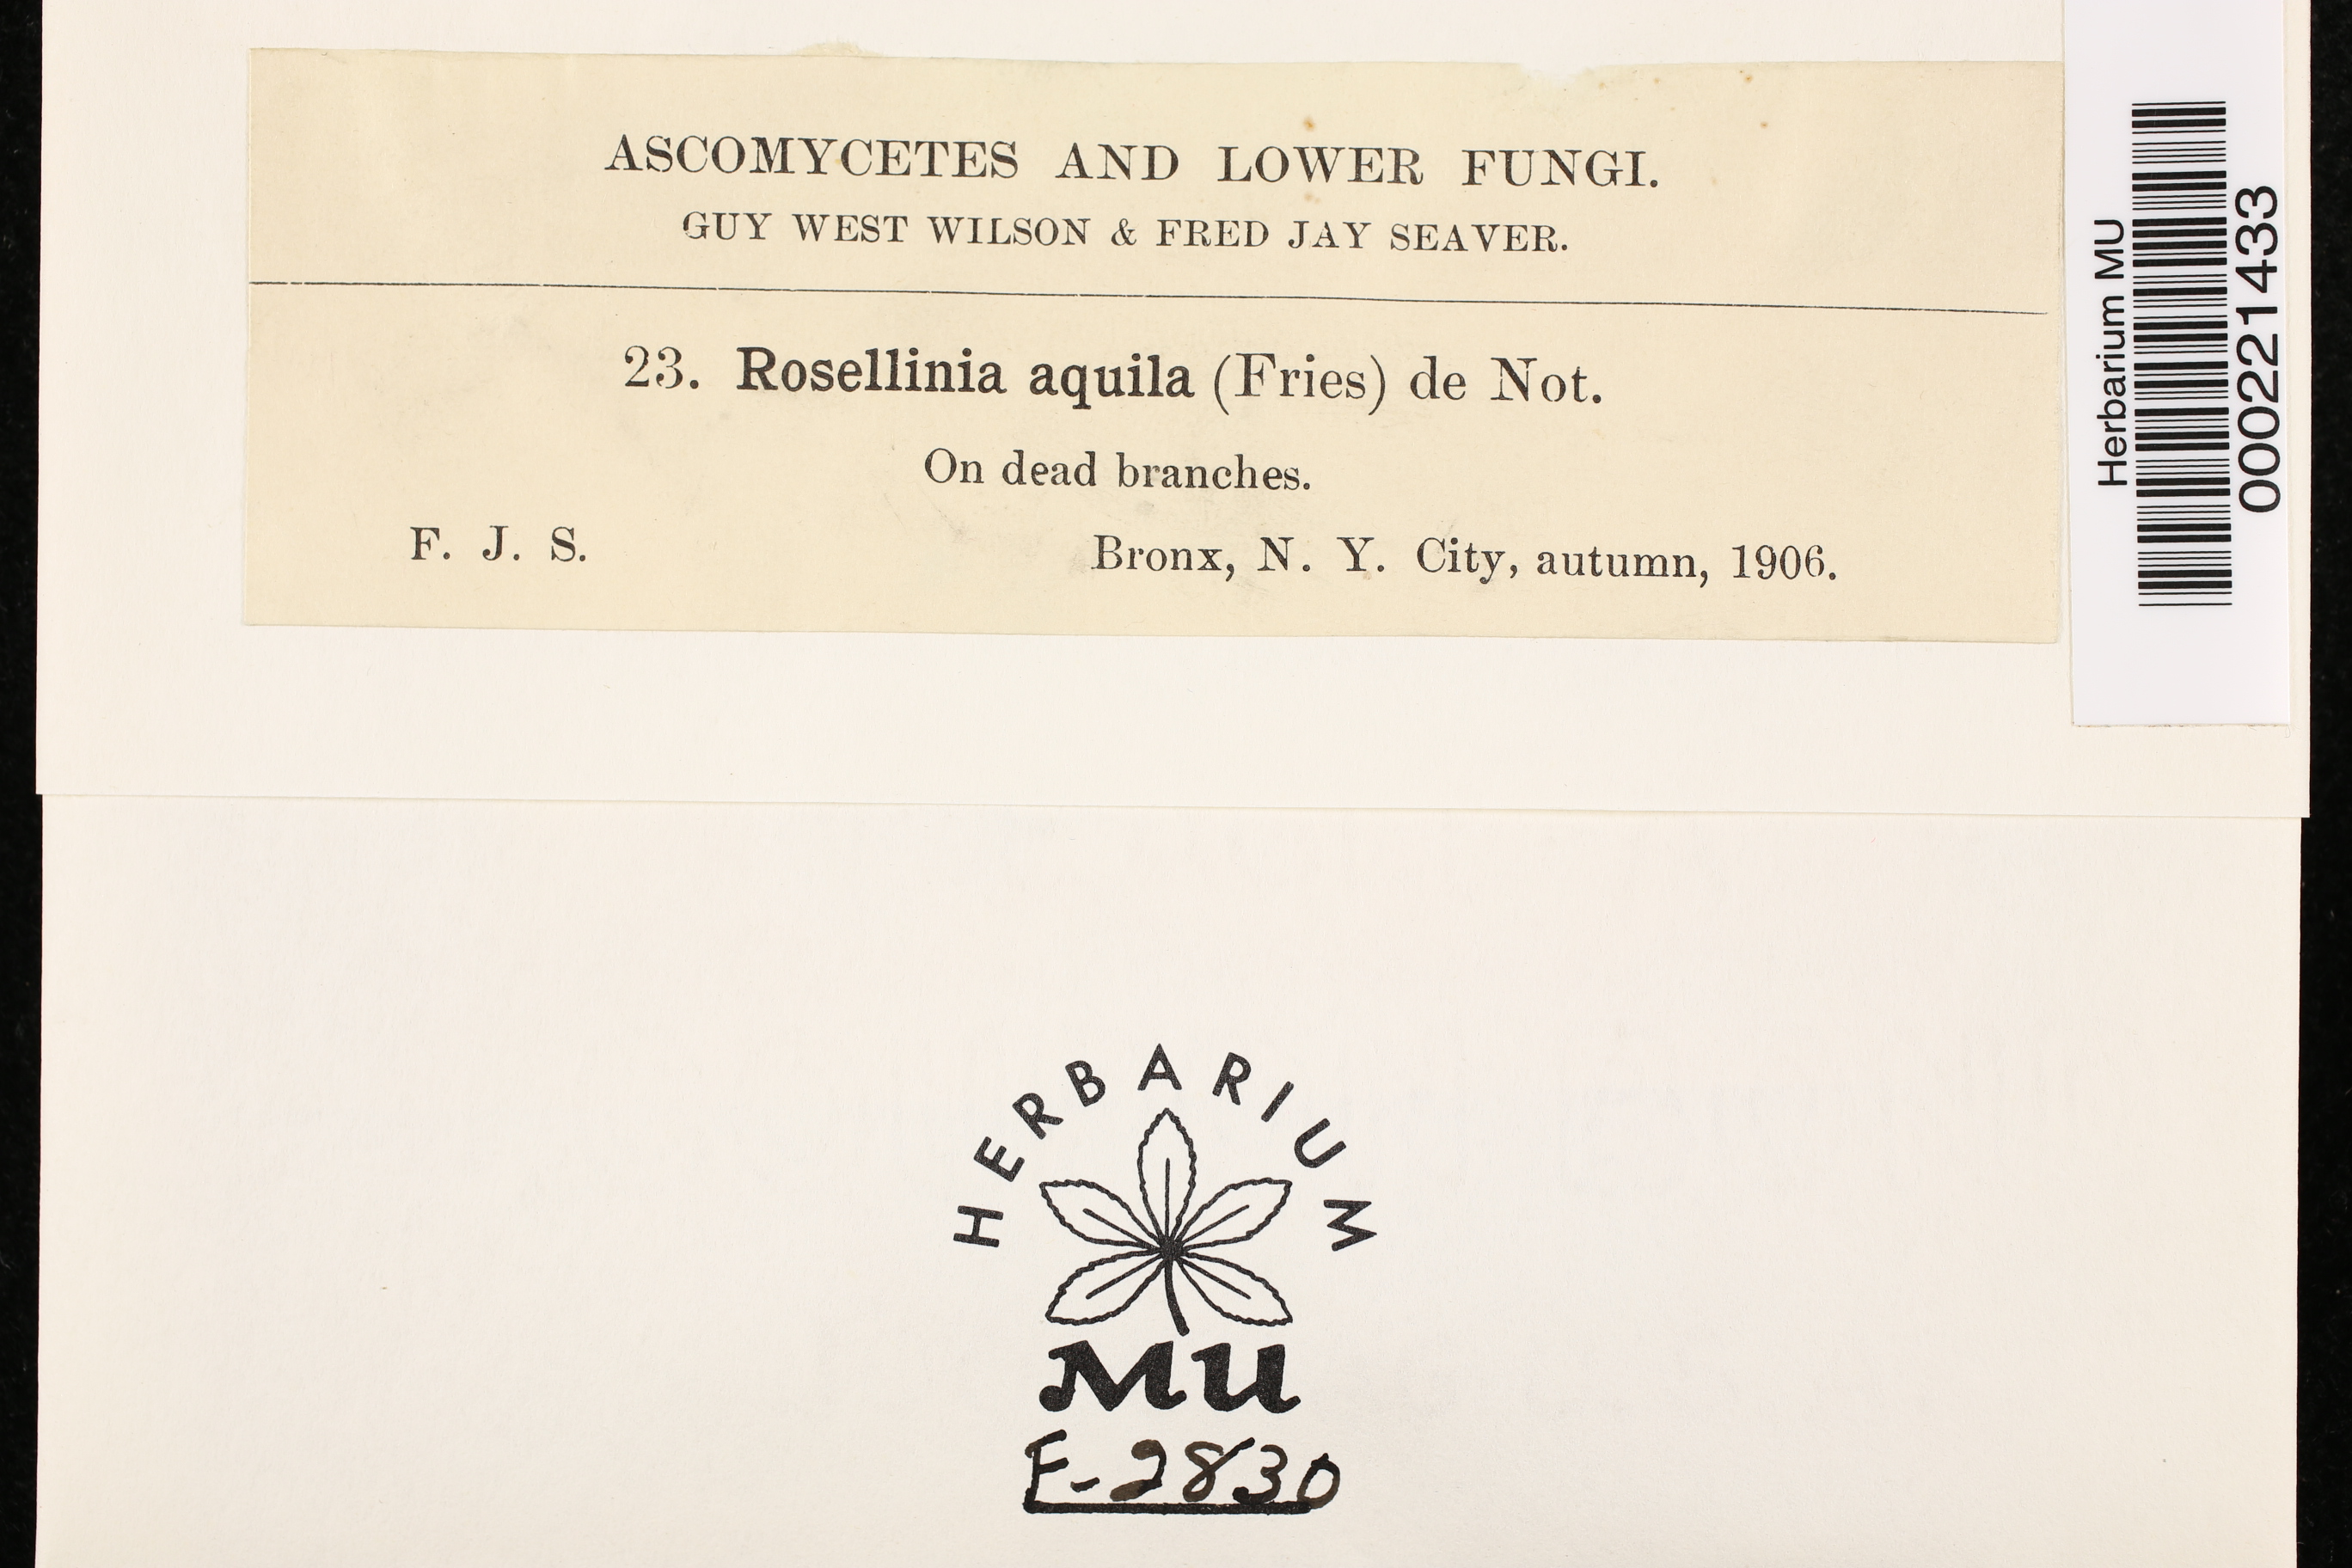 ASCOMYCETES AND LOWER FUNGI.
GUY WEST WILSON & FRED JAY SEAVER.
23. Rosellinia aquila (Fries) de Not.
On dead branches.
F. J. S. Bronx, N. Y. City, autumn, 1906.
Herbarium MU
000221433
HERBARIUM
MU
F-2830